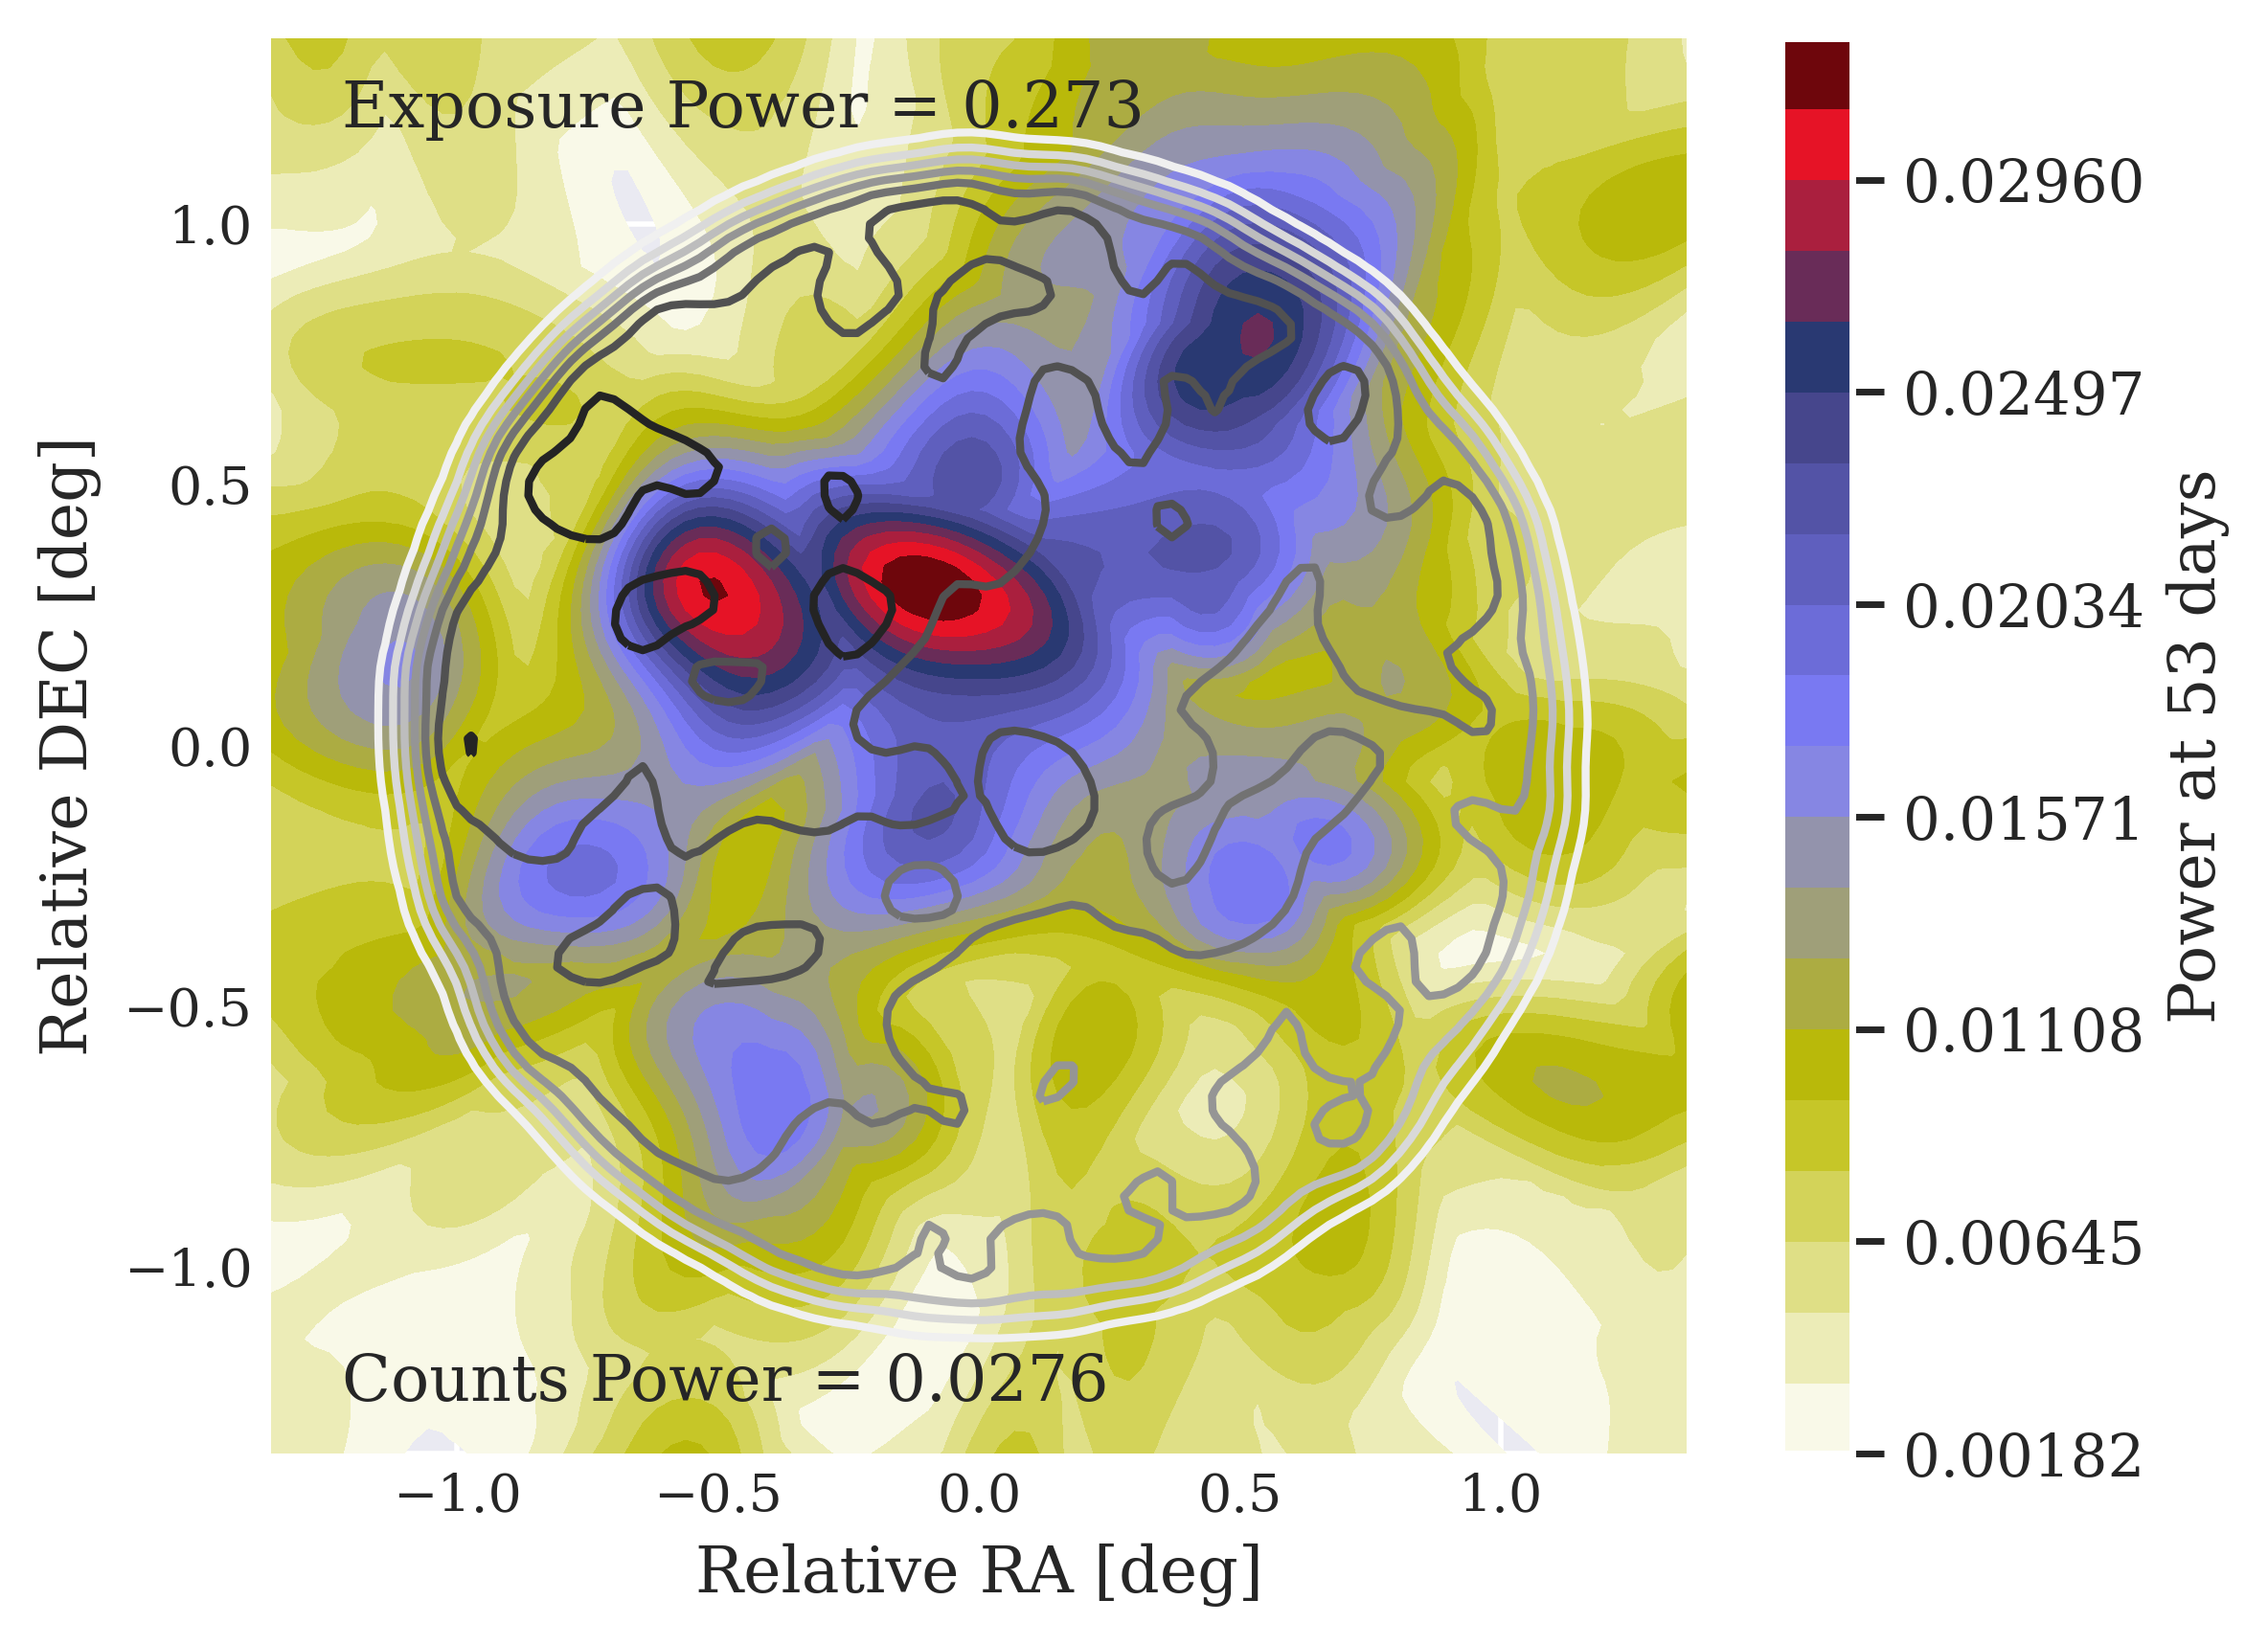 Exposure Power = 0.273
1.0
0.5
0.0
−0.5
−1.0
Relative DEC [deg]
Counts Power = 0.0276
−1.0 −0.5 0.0 0.5 1.0
Relative RA [deg]
0.02960
0.02497
0.02034
0.01571
0.01108
0.00645
0.00182
Power at 53 days